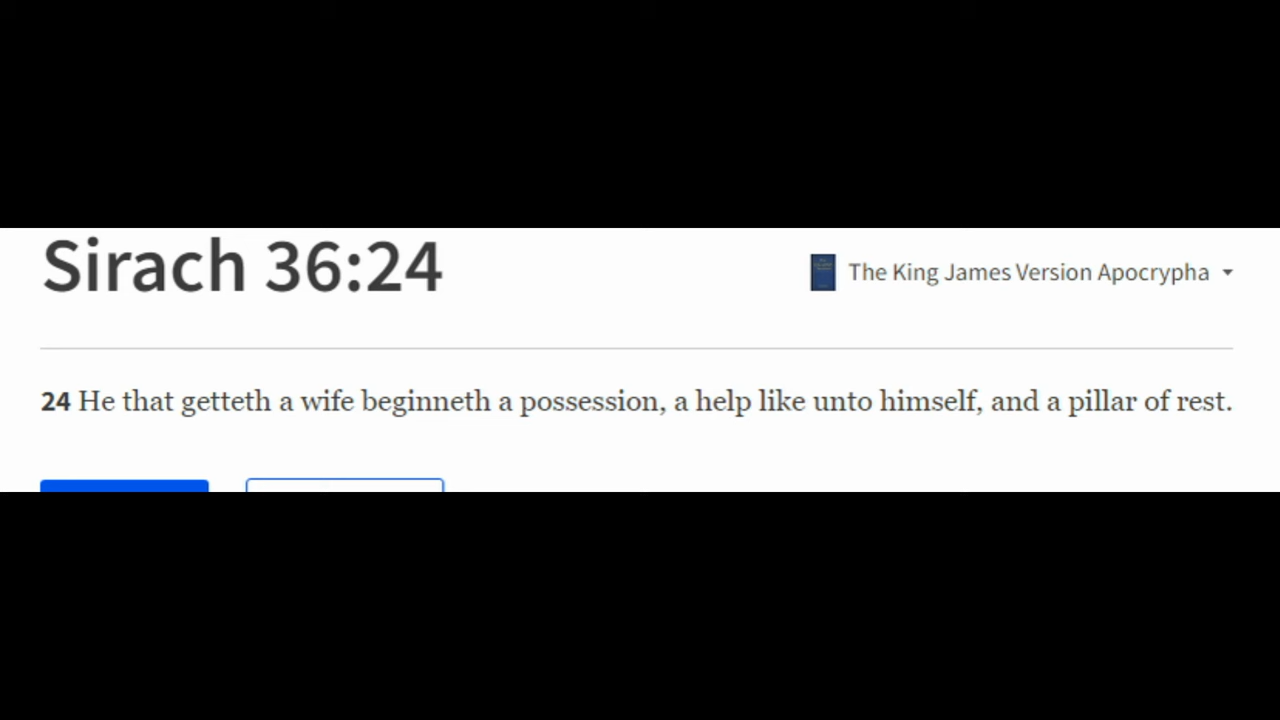 Sirach 36:24
The King James Version Apocrypha
24 He that getteth a wife beginneth a possession, a help like unto himself, and a pillar of rest.